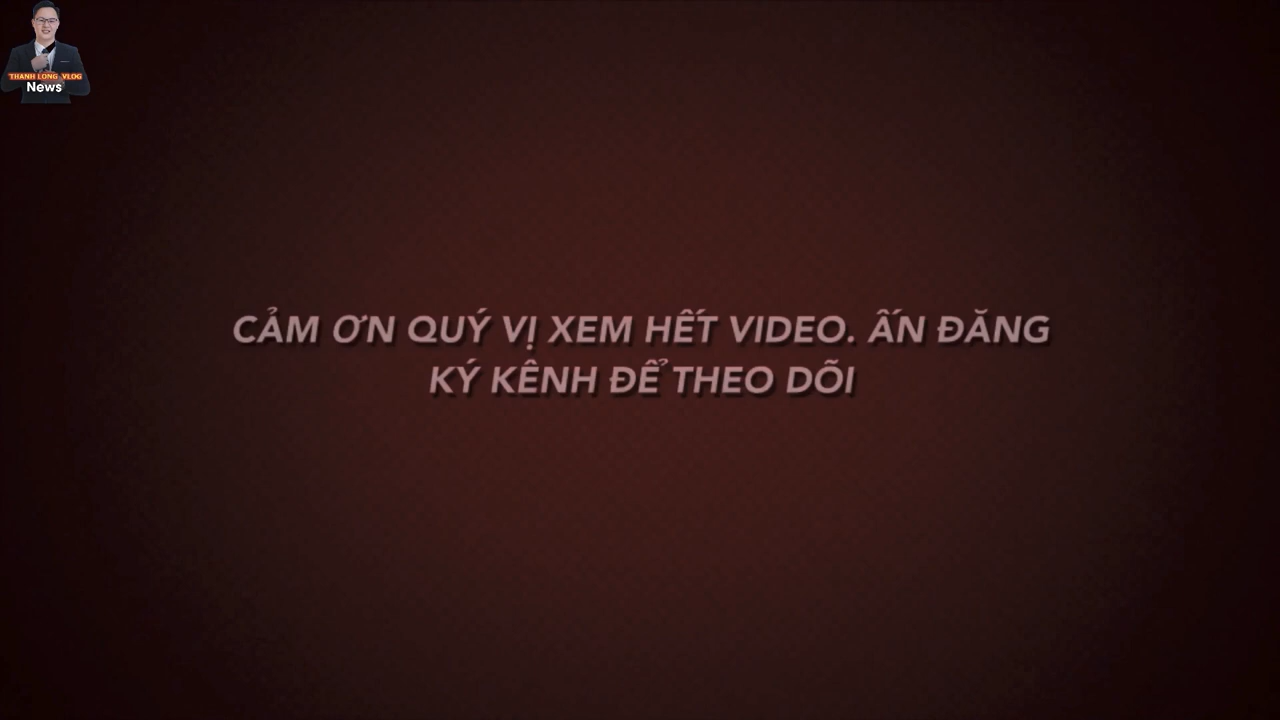 THANH LONG VLOG
News
CẢM ƠN QUÝ VỊ XEM HẾT VIDEO. ẤN ĐĂNG
KÝ KÊNH ĐỂ THEO DÕI